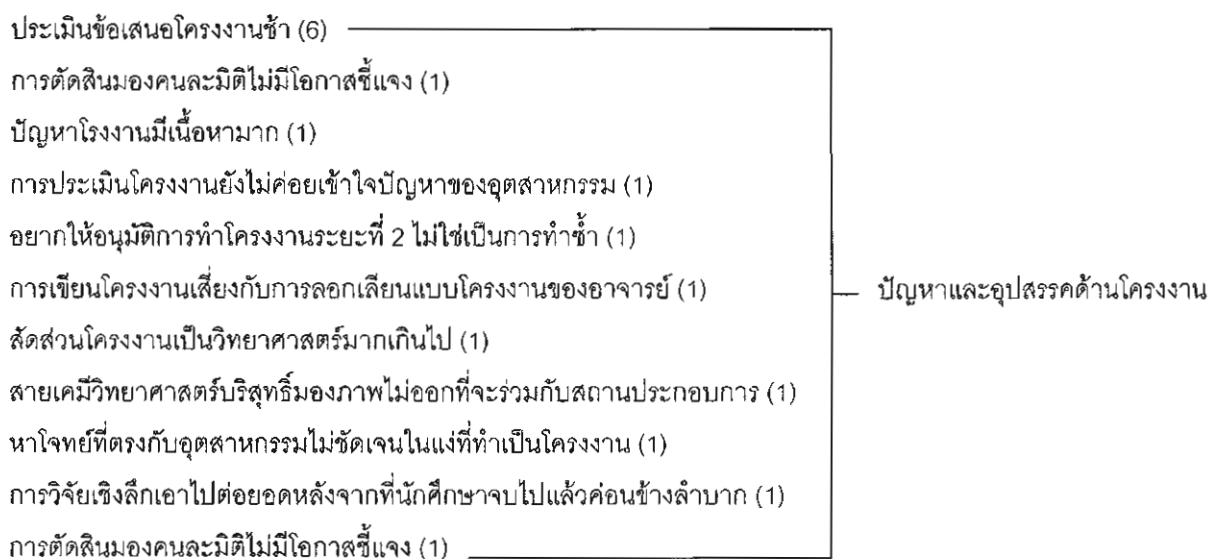 ประเมินข้อเสนอโครงงานช้า (6)
การตัดสินมองคนละมิติไม่มีโอกาสชี้แจง (1)
ปัญหาโรงงานมีเนื้อหามาก (1)
การประเมินโครงงานยังไม่ค่อยเข้าใจปัญหาของอุตสาหกรรม (1)
อยากให้อนุมัติการทำโครงงานระยะที่ 2 ไม่ใช่เป็นการทำซ้ำ (1)
การเขียนโครงงานเสี่ยงกับการลอกเลียนแบบโครงงานของอาจารย์ (1)
ปัญหาและอุปสรรคด้านโครงงาน
สัดส่วนโครงงานเป็นวิทยาศาสตร์มากเกินไป (1)
สายเคมีวิทยาศาสตร์บริสุทธิ์มองภาพไม่ออกที่จะร่วมกับสถานประกอบการ (1)
หาโจทย์ที่ตรงกับอุตสาหกรรมไม่ชัดเจนในแง่ที่ทำเป็นโครงงาน (1)
การวิจัยเชิงลึกเอาไปต่อยอดหลังจากที่นักศึกษาจบไปแล้วค่อนข้างลำบาก (1)
การตัดสินมองคนละมิติไม่มีโอกาสชี้แจง (1)